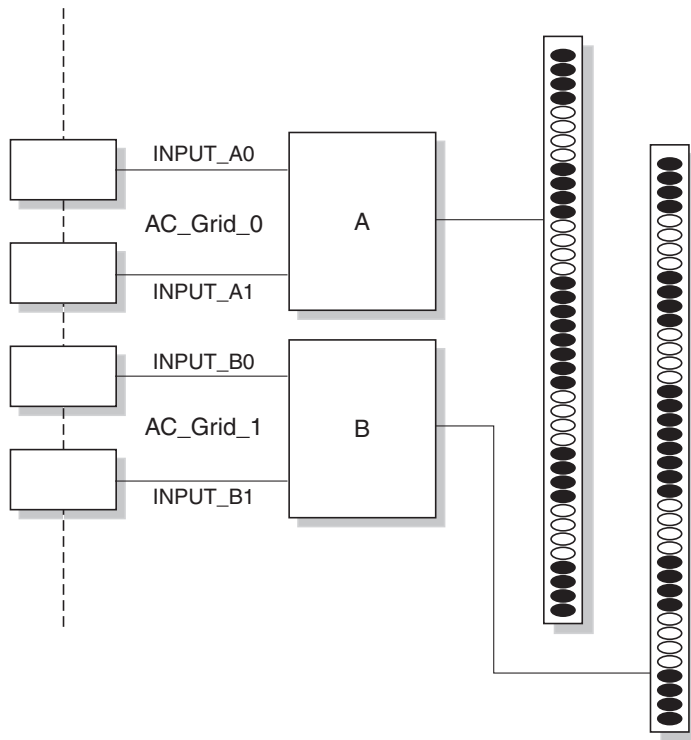 INPUT_A0
AC_Grid_0
A
INPUT_A1
INPUT_B0
AC_Grid_1
B
INPUT_B1